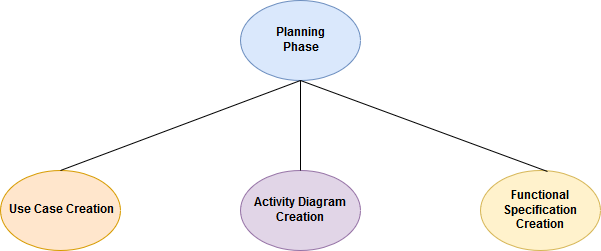 Planning
Phase
Use Case Creation
Activity Diagram
Creation
Functional
Specification
Creation